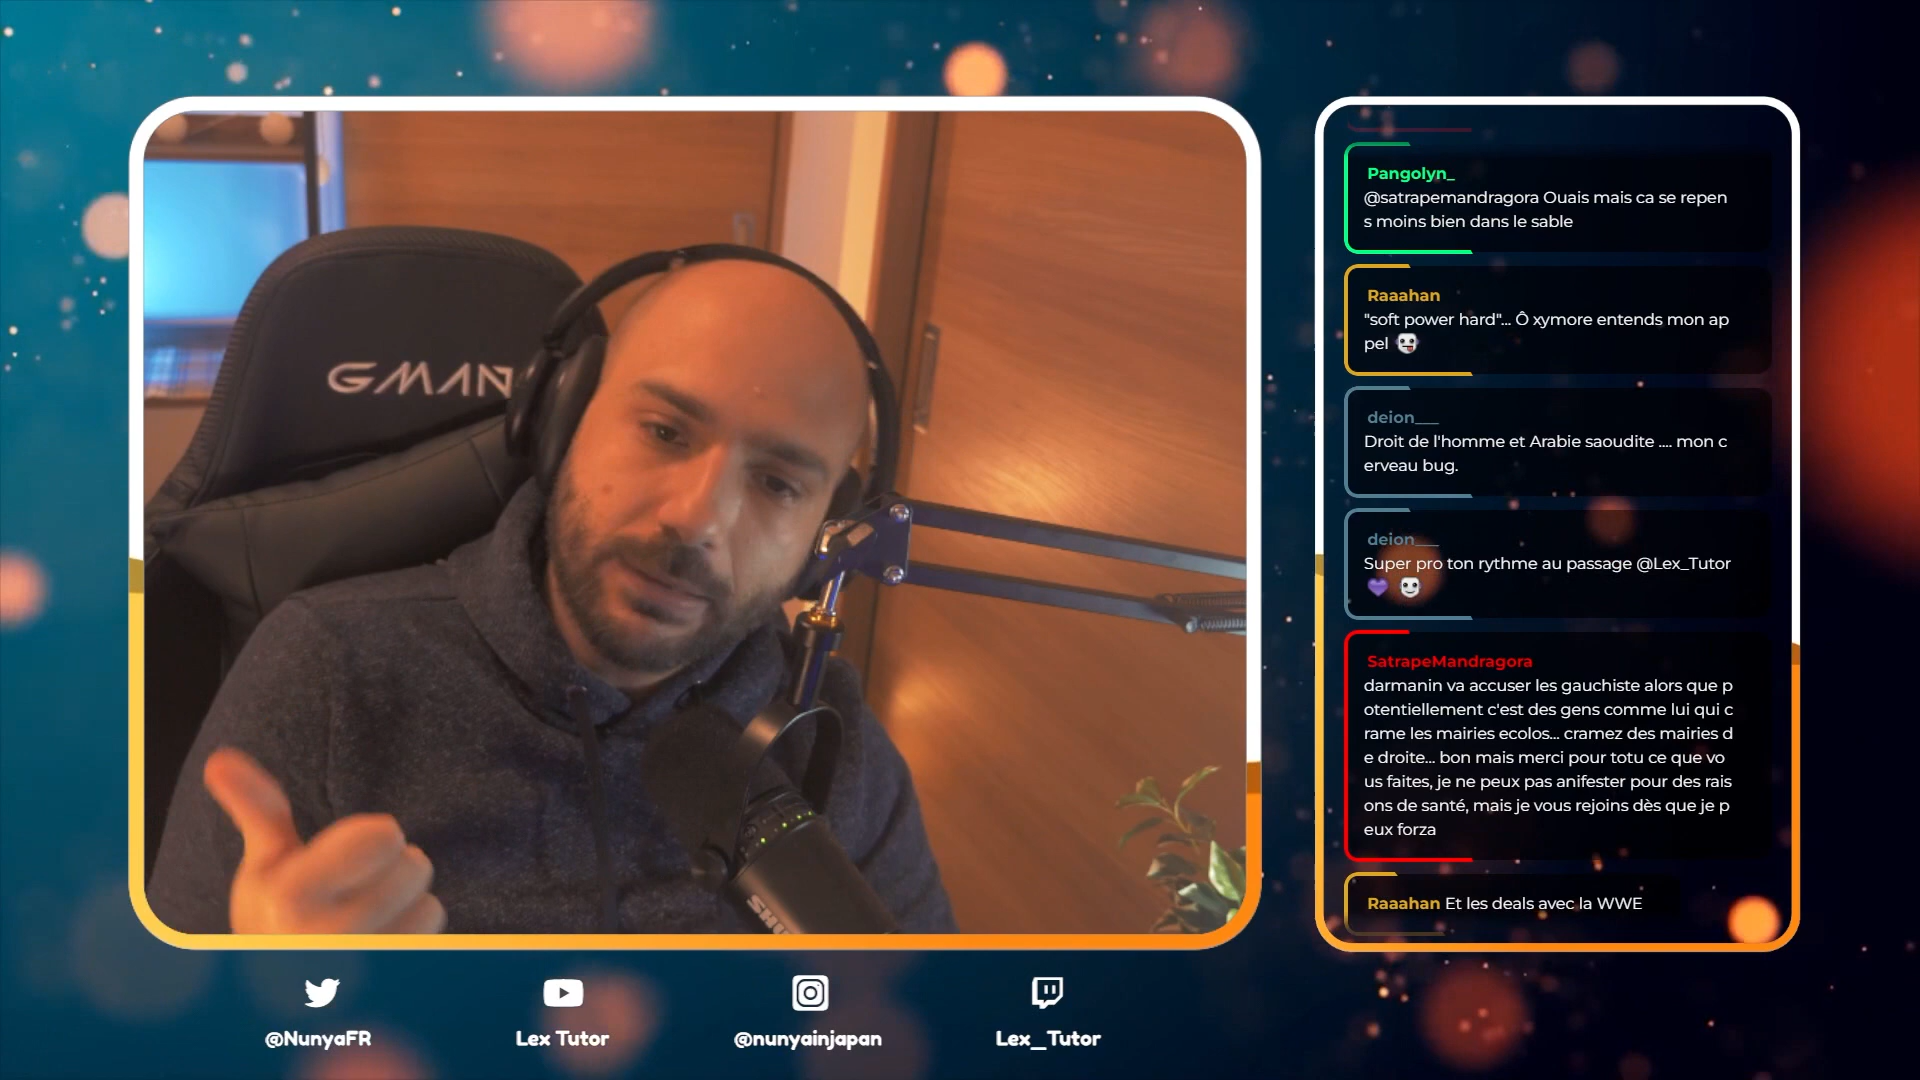 GMAN
SHU
Pangolyn_
@satrapemandragora Ouais mais ca se repen
s moins bien dans le sable
Raaahan
"soft power hard"... Ô xymore entends mon ap
pel
deion___
Droit de l'homme et Arabie saoudite .... mon c
erveau bug.
deion___
Super pro ton rythme au passage @Lex_Tutor
SatrapeMandragora
darmanin va accuser les gauchiste alors que p
otentiellement c'est des gens comme lui qui c
rame les mairies ecolos... cramez des mairies d
e droite... bon mais merci pour totu ce que vo
us faites, je ne peux pas anifester pour des rais
ons de santé, mais je vous rejoins dès que je p
eux forza
Raaahan Et les deals avec la WWE
@NunyaFR
Lex Tutor
@nunyainjapan
Lex_Tutor